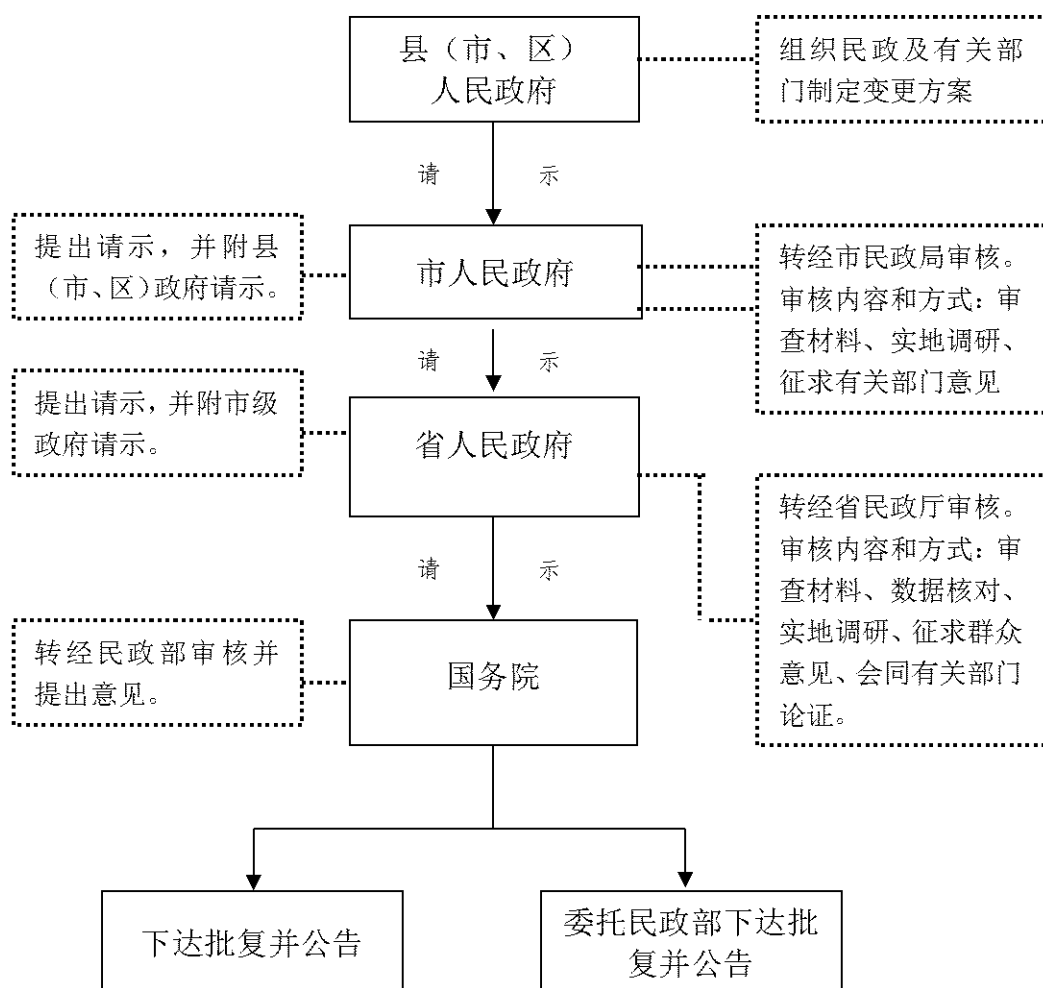 县（市、区）
人民政府
组织民政及有关部
门制定变更方案
请 示
提出请示，并附县
（市、区）政府请示。
市人民政府
转经市民政局审核。
审核内容和方式：审
查材料、实地调研、
征求有关部门意见
请 示
提出请示，并附市级
政府请示。
省人民政府
转经省民政厅审核。
审核内容和方式：审
查材料、数据核对、
实地调研、征求群众
意见、会同有关部门
论证。
请 示
转经民政部审核并
提出意见。
国务院
下达批复并公告
委托民政部下达批
复并公告